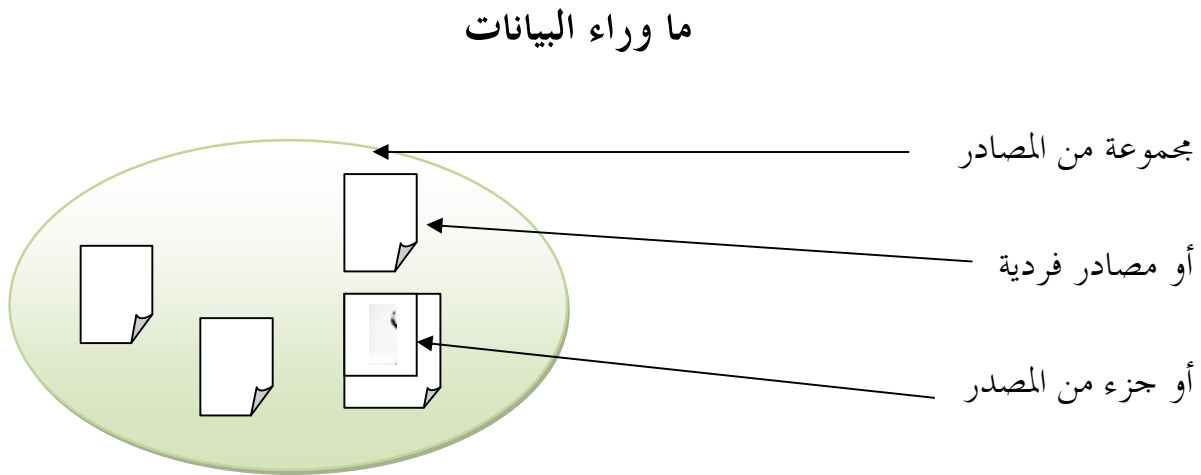 ما وراء البيانات
مجموعة من المصادر
أو مصادر فردية
أو جزء من المصدر